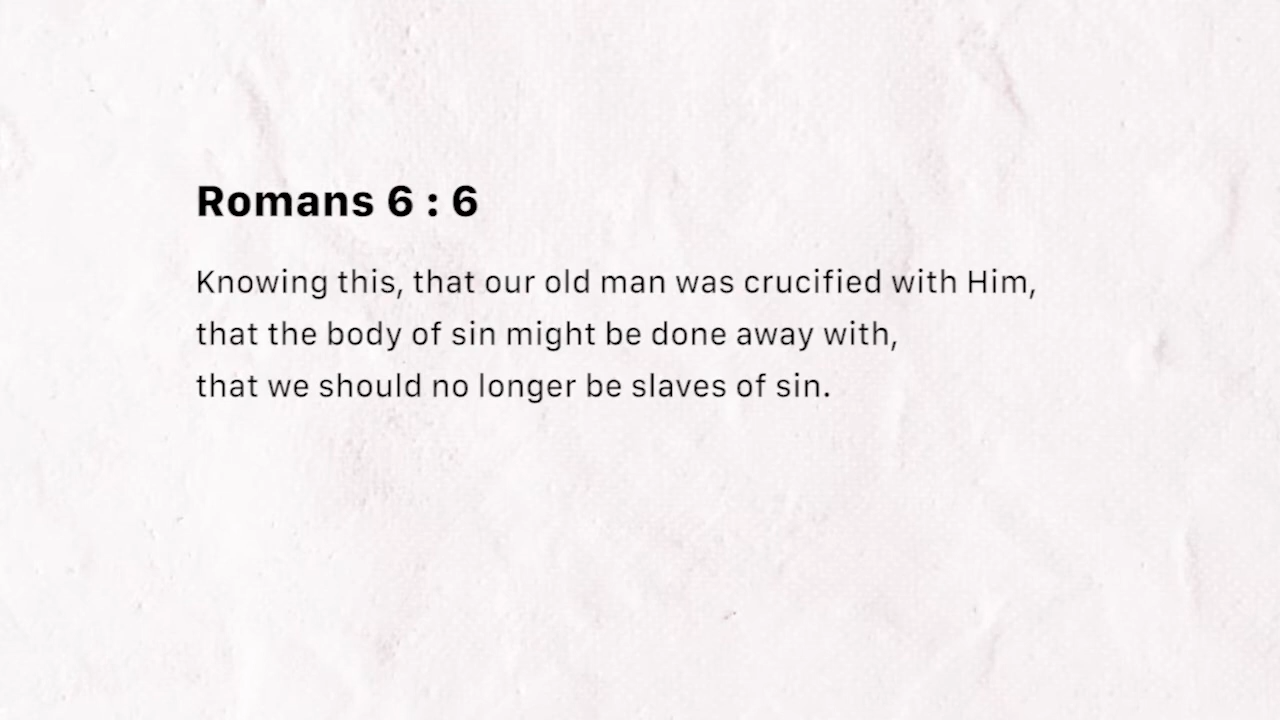 Romans 6 : 6
Knowing this, that our old man was crucified with Him,
that the body of sin might be done away with,
that we should no longer be slaves of sin.